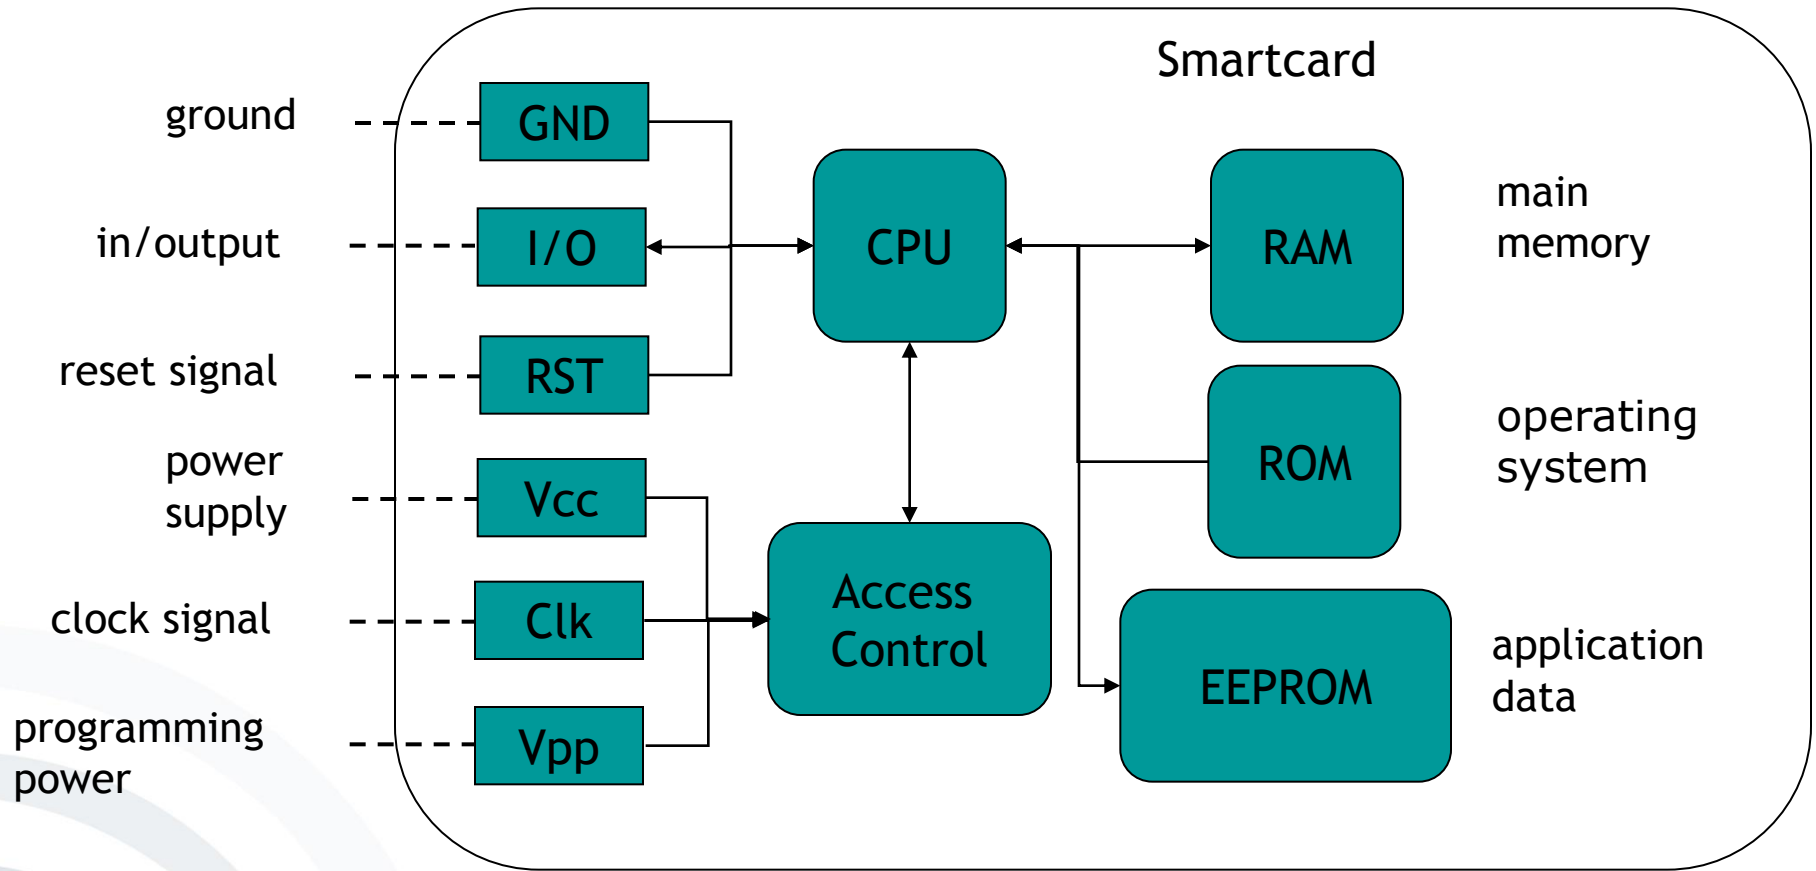 Smartcard
ground
GND
in/output
I/O
reset signal
RST
power
supply
Vcc
clock signal
Clk
programming
power
Vpp
CPU
Access
Control
RAM
main
memory
ROM
operating
system
EEPROM
application
data